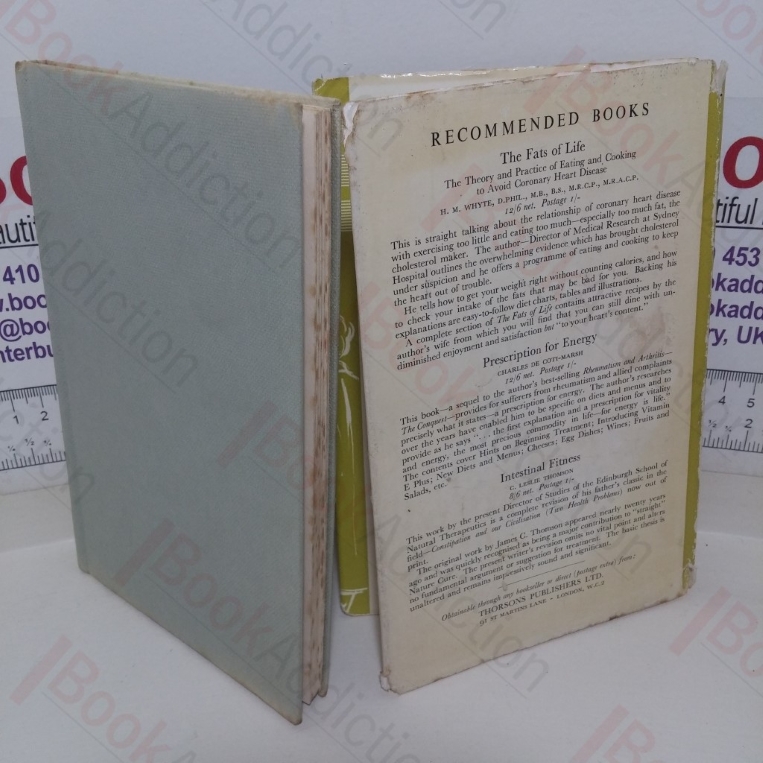 RECOMMENDED BOOKS
The Fats of Life
The Theory and Practice of Eating and Cooking
to Avoid Coronary Heart Disease
H. M. WHYTE, D.PHIL., M.B., B.S., M.R.C.P., M.R.A.C.P.
12/6 net. Postage 1/-
This is straight talking about the relationship of coronary heart disease
with exercising too little and eating too much—especially too much fat, the
cholesterol maker. The author—Director of Medical Research at Sydney
Hospital outlines the overwhelming evidence which has brought cholesterol
under suspicion and he offers a programme of eating and cooking to keep
the heart out of trouble.
He tells how to get your weight right without counting calories, and how
to check your intake of the fats that may be bad for you. Backing his
explanations are easy-to-follow diet charts, tables and illustrations.
A complete section of The Fats of Life contains attractive recipes by the
author's wife from which you will find that you can still dine with un-
diminished enjoyment and satisfaction but "to your heart's content."
Prescription for Energy
CHARLES DE COTI-MARSH
12/6 net. Postage 1/-
This book—a sequel to the author's best-selling Rheumatism and Arthritis—
The Conquest—provides for sufferers from rheumatism and allied complaints
precisely what it states—a prescription for energy. The author's researches
over the years have enabled him to be specific on diets and menus and to
provide as he says "... the first explanation and a prescription for vitality
and energy, the most precious commodity in life—for energy is life."
The contents cover Hints on Beginning Treatment; Introducing Vitamin
E Plus; New Diets and Menus; Cheeses; Egg Dishes; Wines; Fruits and
Salads, etc.
Intestinal Fitness
C. LESLIE THOMSON
8/6 net. Postage 1/-
This work by the present Director of Studies of the Edinburgh School of
Natural Therapeutics is a complete revision of his father's classic in the
field—Constipation and our Civilisation (Two Health Problems) now out of
print.
The original work by James C. Thomson appeared nearly twenty years
ago and was quickly recognised as being a major contribution to "straight"
Nature Cure. The present writer's revision omits no vital point and alters
no fundamental argument or suggestion for treatment. The basic thesis is
unaltered and remains impressively sound and significant.
Obtainable through any bookseller or direct (postage extra) from:
THORSONS PUBLISHERS LTD.
91 ST MARTINS LANE - LONDON, W.C.2
410
453
BookAddiction